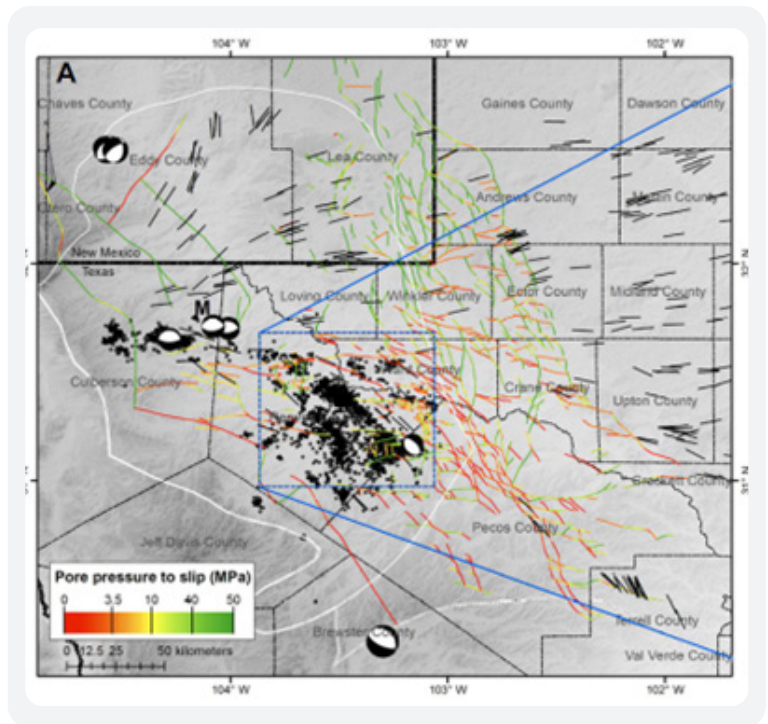 104° W 103° W 102° W
A
Chaves County
Gaines County
Dawson County
Eddy County
Lea County
Andrews County
Martin County
Otero County
New Mexico
Texas
Loving County
Winkler County
Ector County
Midland County
M
Culberson County
Crane County
Upton County
Crockett County
Pecos County
Jeff Davis County
Pore pressure to slip (MPa)
0 3.5 10 40 50
0 12.5 25 50 kilometers
Brewster County
Terrell County
Val Verde County
104° W 103° W 102° W